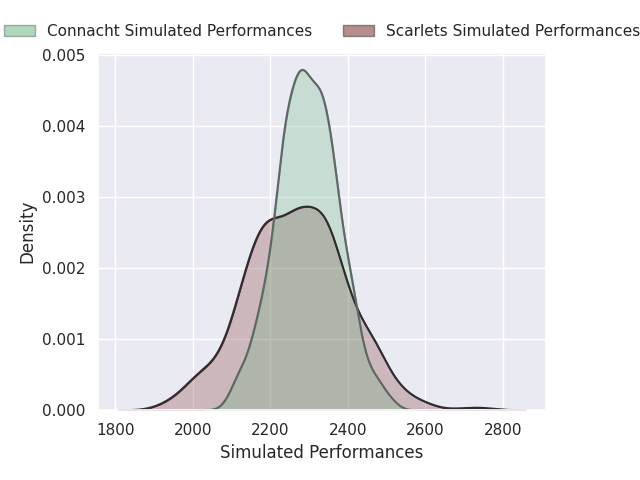 Connacht Simulated Performances Scarlets Simulated Performances
0.005
0.004
0.003
0.002
0.001
0.000
Density
1800 2000 2200 2400 2600 2800
Simulated Performances